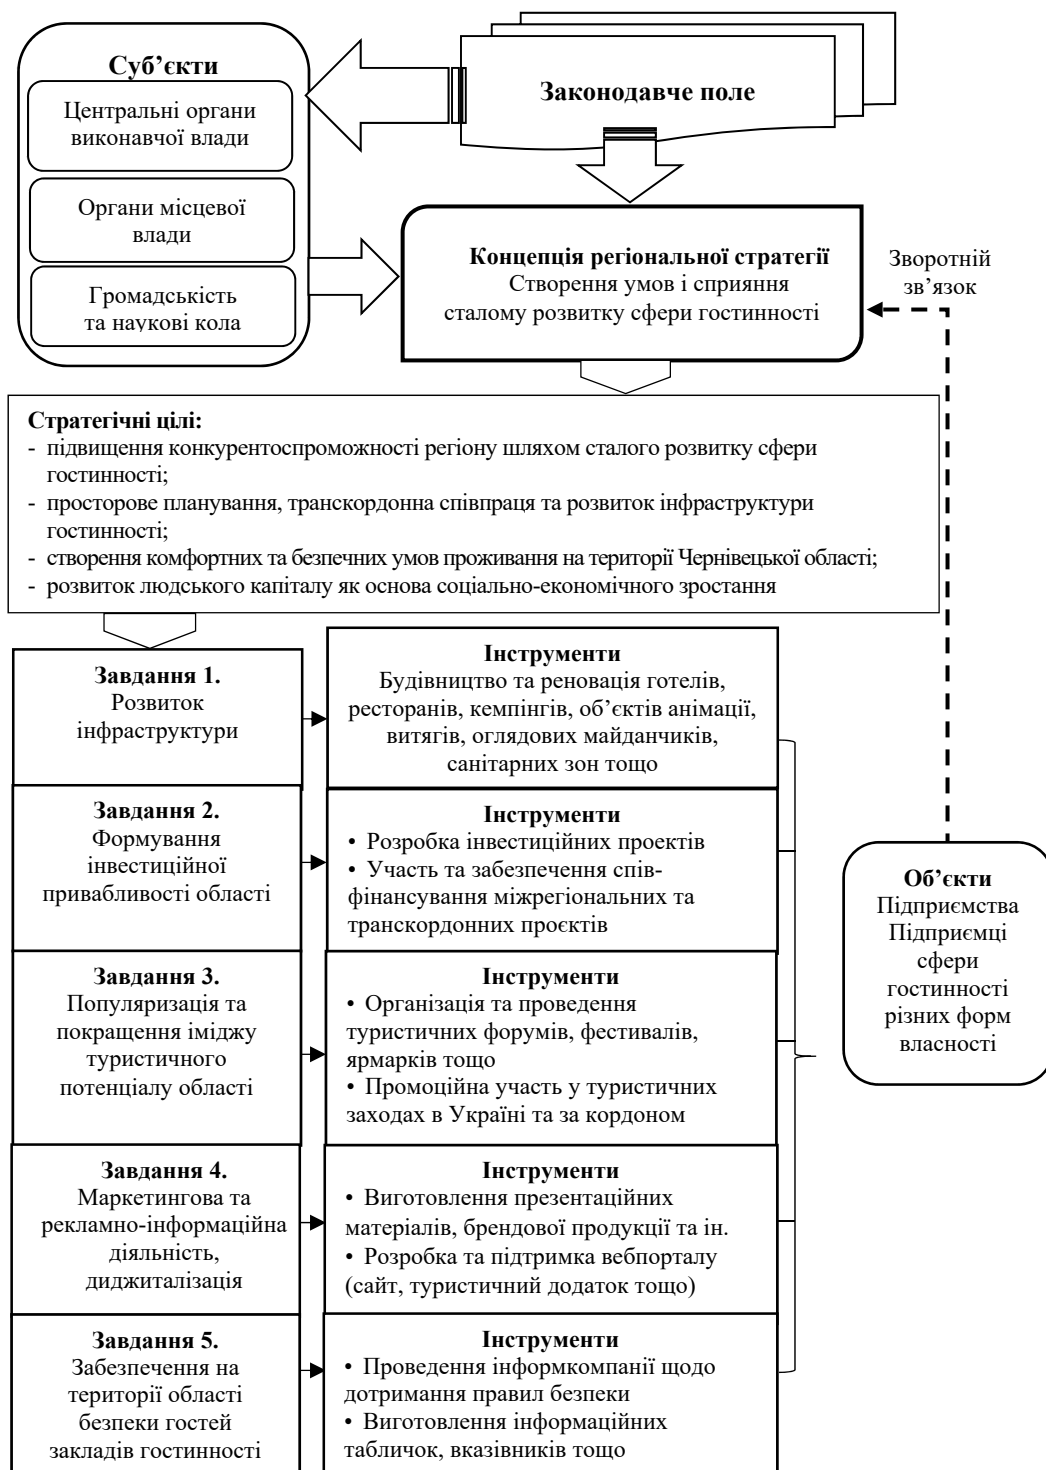 Суб’єкти
Центральні органи
виконавчої влади
Органи місцевої
влади
Громадськість
та наукові кола
Законодавче поле
Концепція регіональної стратегії
Створення умов і сприяння
сталому розвитку сфери гостинності
Зворотній
зв’язок
Стратегічні цілі:
- підвищення конкурентоспроможності регіону шляхом сталого розвитку сфери
гостинності;
- просторове планування, транскордонна співпраця та розвиток інфраструктури
гостинності;
- створення комфортних та безпечних умов проживання на території Чернівецької області;
- розвиток людського капіталу як основа соціально-економічного зростання
Завдання 1.
Розвиток
інфраструктури
Інструменти
Будівництво та реновація готелів,
ресторанів, кемпінгів, об’єктів анімації,
витягів, оглядових майданчиків,
санітарних зон тощо
Завдання 2.
Формування
інвестиційної
привабливості області
Інструменти
• Розробка інвестиційних проектів
• Участь та забезпечення спів-
фінансування міжрегіональних та
транскордонних проєктів
Завдання 3.
Популяризація та
покращення іміджу
туристичного
потенціалу області
Інструменти
• Організація та проведення
туристичних форумів, фестивалів,
ярмарків тощо
• Промоційна участь у туристичних
заходах в Україні та за кордоном
Завдання 4.
Маркетингова та
рекламно-інформаційна
діяльність,
диджиталізація
Інструменти
• Виготовлення презентаційних
матеріалів, брендової продукції та ін.
• Розробка та підтримка вебпорталу
(сайт, туристичний додаток тощо)
Завдання 5.
Забезпечення на
території області
безпеки гостей
закладів гостинності
Інструменти
• Проведення інформкомпанії щодо
дотримання правил безпеки
• Виготовлення інформаційних
табличок, вказівників тощо
Об’єкти
Підприємства
Підприємці
сфери
гостинності
різних форм
власності